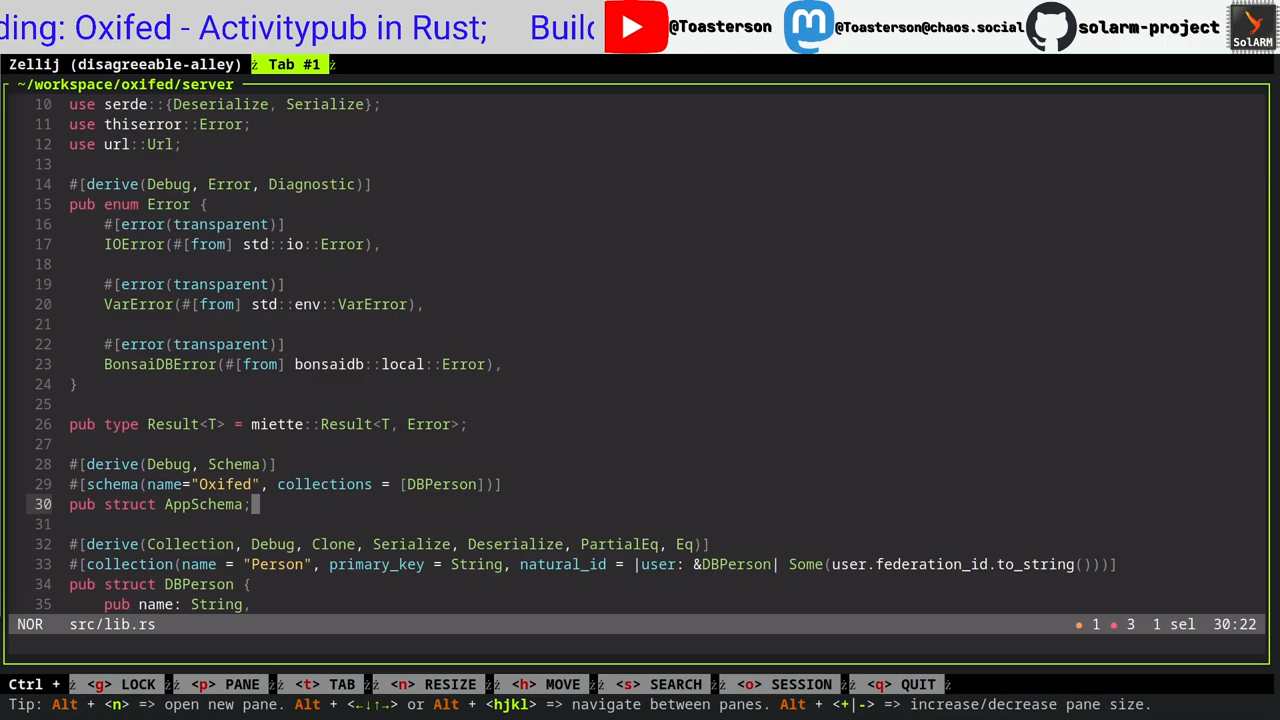 ding: Oxifed - Activitypub in Rust; Build
@Toasterson @Toasterson@chaos.social solarm-project SolARM
Zellij (disagreeable-alley) Tab #1
~/workspace/oxifed/server
10 use serde::{Deserialize, Serialize};
11 use thiserror::Error;
12 use url::Url;
13
14 #[derive(Debug, Error, Diagnostic)]
15 pub enum Error {
16 #[error(transparent)]
17 IOError(#[from] std::io::Error),
18
19 #[error(transparent)]
20 VarError(#[from] std::env::VarError),
21
22 #[error(transparent)]
23 BonsaiDBError(#[from] bonsaidb::local::Error),
24 }
25
26 pub type Result<T> = miette::Result<T, Error>;
27
28 #[derive(Debug, Schema)]
29 #[schema(name="Oxifed", collections = [DBPerson])]
30 pub struct AppSchema;
31
32 #[derive(Collection, Debug, Clone, Serialize, Deserialize, PartialEq, Eq)]
33 #[collection(name = "Person", primary_key = String, natural_id = |user: &DBPerson| Some(user.federation_id.to_string()))]
34 pub struct DBPerson {
35 pub name: String,
NOR src/lib.rs ● 1 ● 3 1 sel 30:22
Ctrl + <g> LOCK <p> PANE <t> TAB <n> RESIZE <h> MOVE <s> SEARCH <o> SESSION <q> QUIT
Tip: Alt + <n> => open new pane. Alt + <←↓↑→> or Alt + <hjkl> => navigate between panes. Alt + <+|-> => increase/decrease pane size.